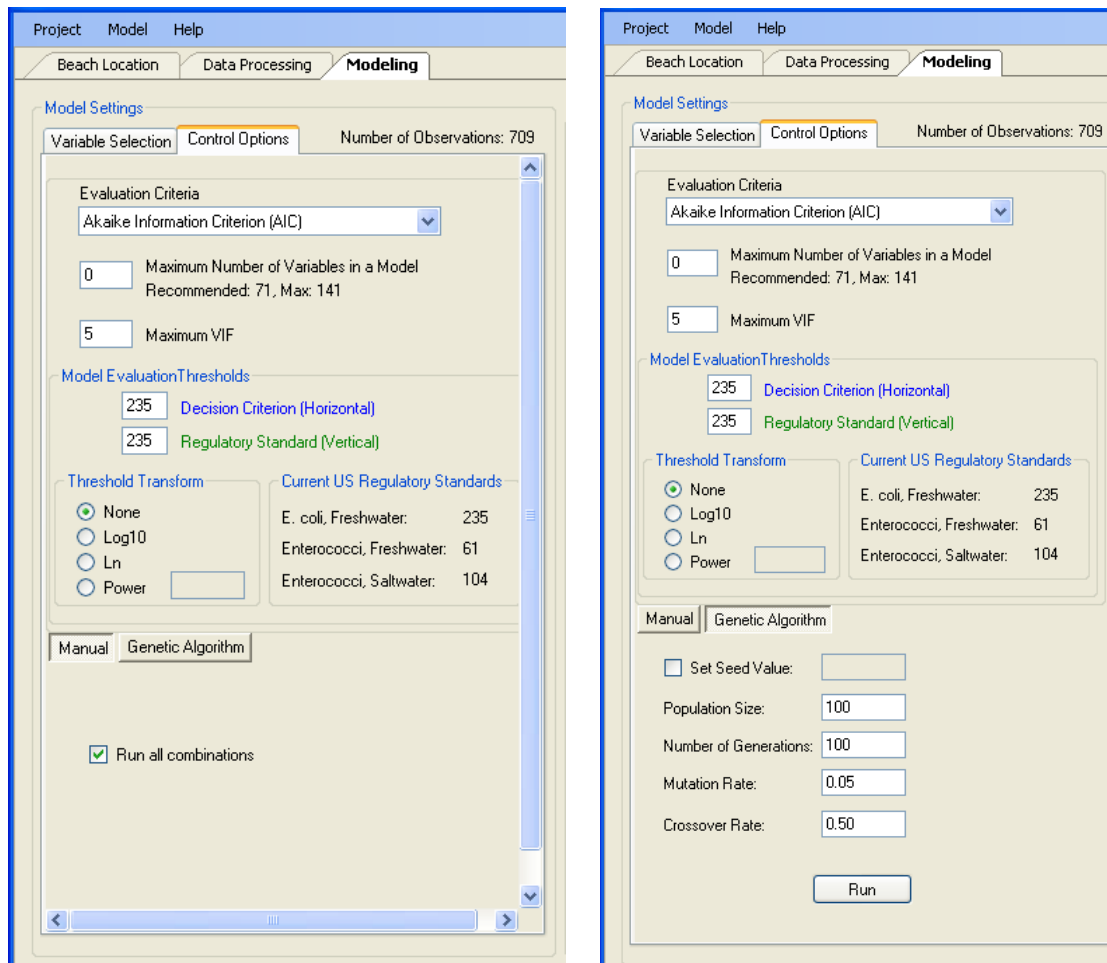 Project Model Help
Beach Location Data Processing Modeling
Model Settings
Variable Selection Control Options Number of Observations: 709
Evaluation Criteria
Akaike Information Criterion (AIC)
0 Maximum Number of Variables in a Model
Recommended: 71, Max: 141
5 Maximum VIF
Model EvaluationThresholds
235 Decision Criterion (Horizontal)
235 Regulatory Standard (Vertical)
Threshold Transform
None
Log10
Ln
Power
Current US Regulatory Standards
E. coli, Freshwater: 235
Enterococci, Freshwater: 61
Enterococci, Saltwater: 104
Manual Genetic Algorithm
Run all combinations
Project Model Help
Beach Location Data Processing Modeling
Model Settings
Variable Selection Control Options Number of Observations: 709
Evaluation Criteria
Akaike Information Criterion (AIC)
0 Maximum Number of Variables in a Model
Recommended: 71, Max: 141
5 Maximum VIF
Model EvaluationThresholds
235 Decision Criterion (Horizontal)
235 Regulatory Standard (Vertical)
Threshold Transform
None
Log10
Ln
Power
Current US Regulatory Standards
E. coli, Freshwater: 235
Enterococci, Freshwater: 61
Enterococci, Saltwater: 104
Manual Genetic Algorithm
Set Seed Value:
Population Size: 100
Number of Generations: 100
Mutation Rate: 0.05
Crossover Rate: 0.50
Run